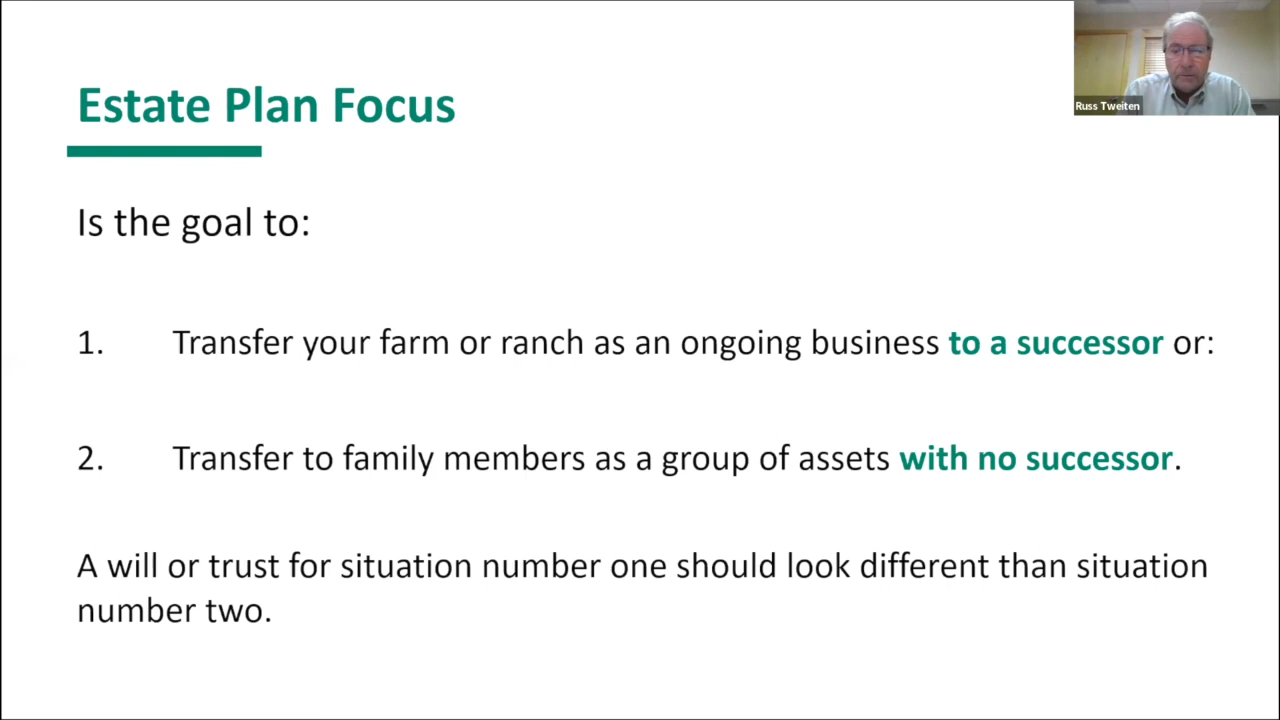 Estate Plan Focus
Russ Tweiten
Is the goal to:
1. Transfer your farm or ranch as an ongoing business to a successor or:
2. Transfer to family members as a group of assets with no successor.
A will or trust for situation number one should look different than situation
number two.